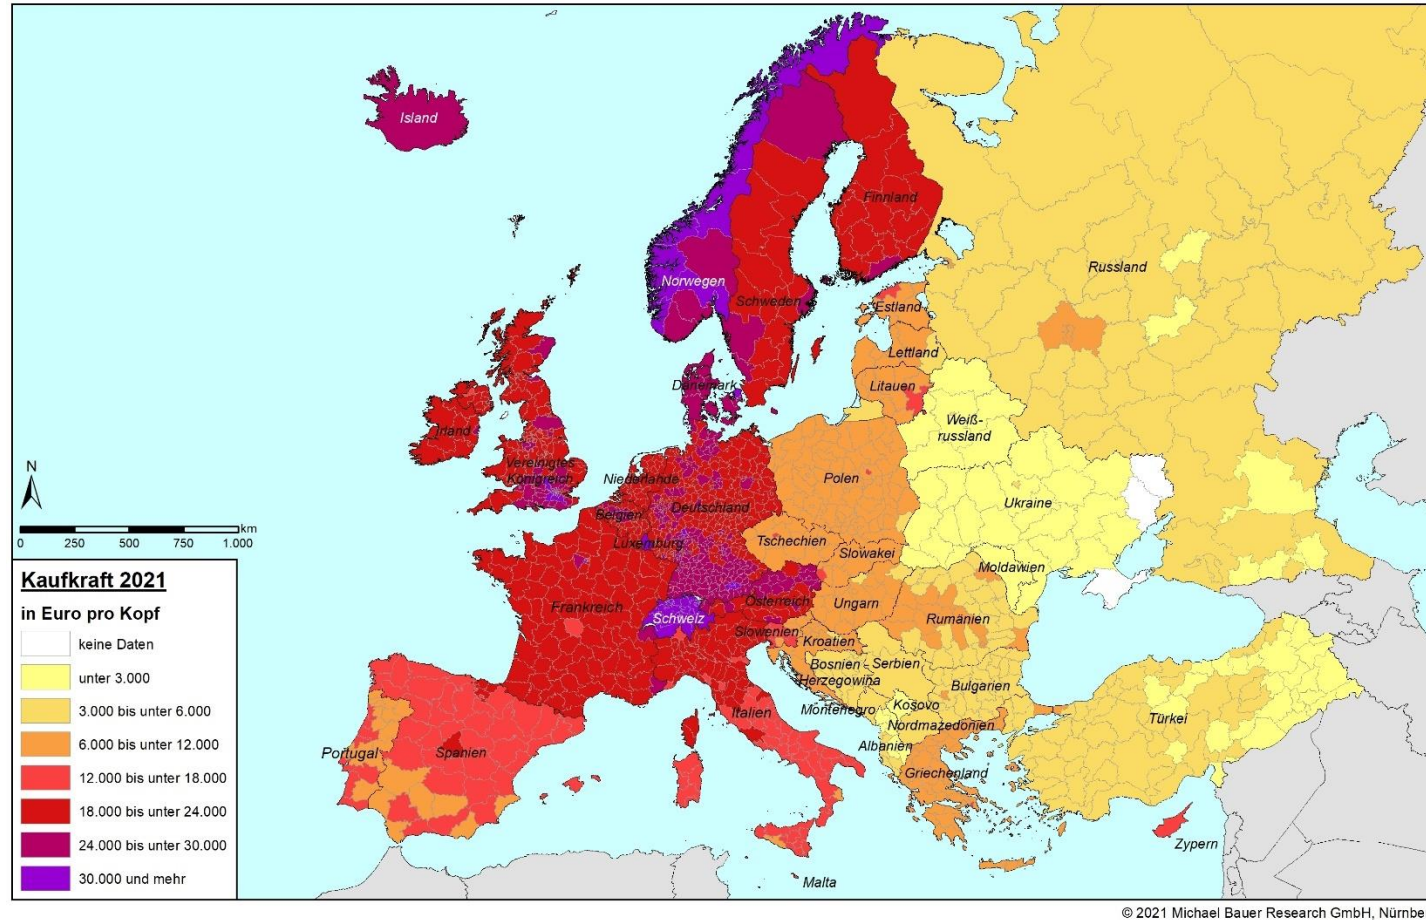 Island
Norwegen
Finnland
Schweden
Russland
Estland
Lettland
Litauen
Dänemark
Irland
Vereinigtes
Königreich
Niederlande
Belgien
Deutschland
Luxemburg
Weiß-
russland
Polen
Ukraine
Tschechien
Slowakei
Moldawien
Frankreich
Schweiz
Österreich
Ungarn
Rumänien
Slowenien
Kroatien
Bosnien -
Herzegowina
Serbien
Bulgarien
Montenegro
Kosovo
Nordmazedonien
Albanien
Italien
Portugal
Spanien
Griechenland
Türkei
Zypern
Malta
N
km
0 250 500 750 1.000
Kaufkraft 2021
in Euro pro Kopf
keine Daten
unter 3.000
3.000 bis unter 6.000
6.000 bis unter 12.000
12.000 bis unter 18.000
18.000 bis unter 24.000
24.000 bis unter 30.000
30.000 und mehr
© 2021 Michael Bauer Research GmbH, Nürnbe